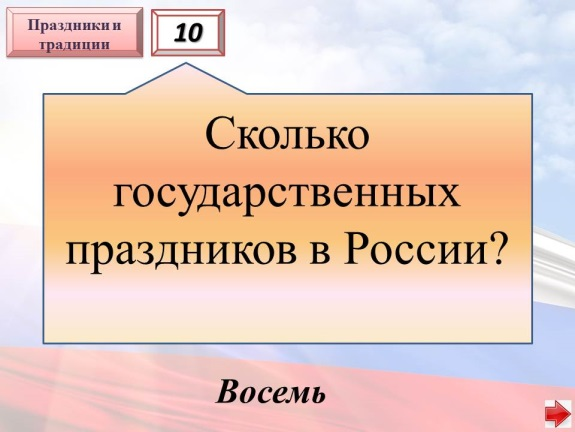 Праздники и
традиции
10
Сколько
государственных
праздников в России?
Восемь